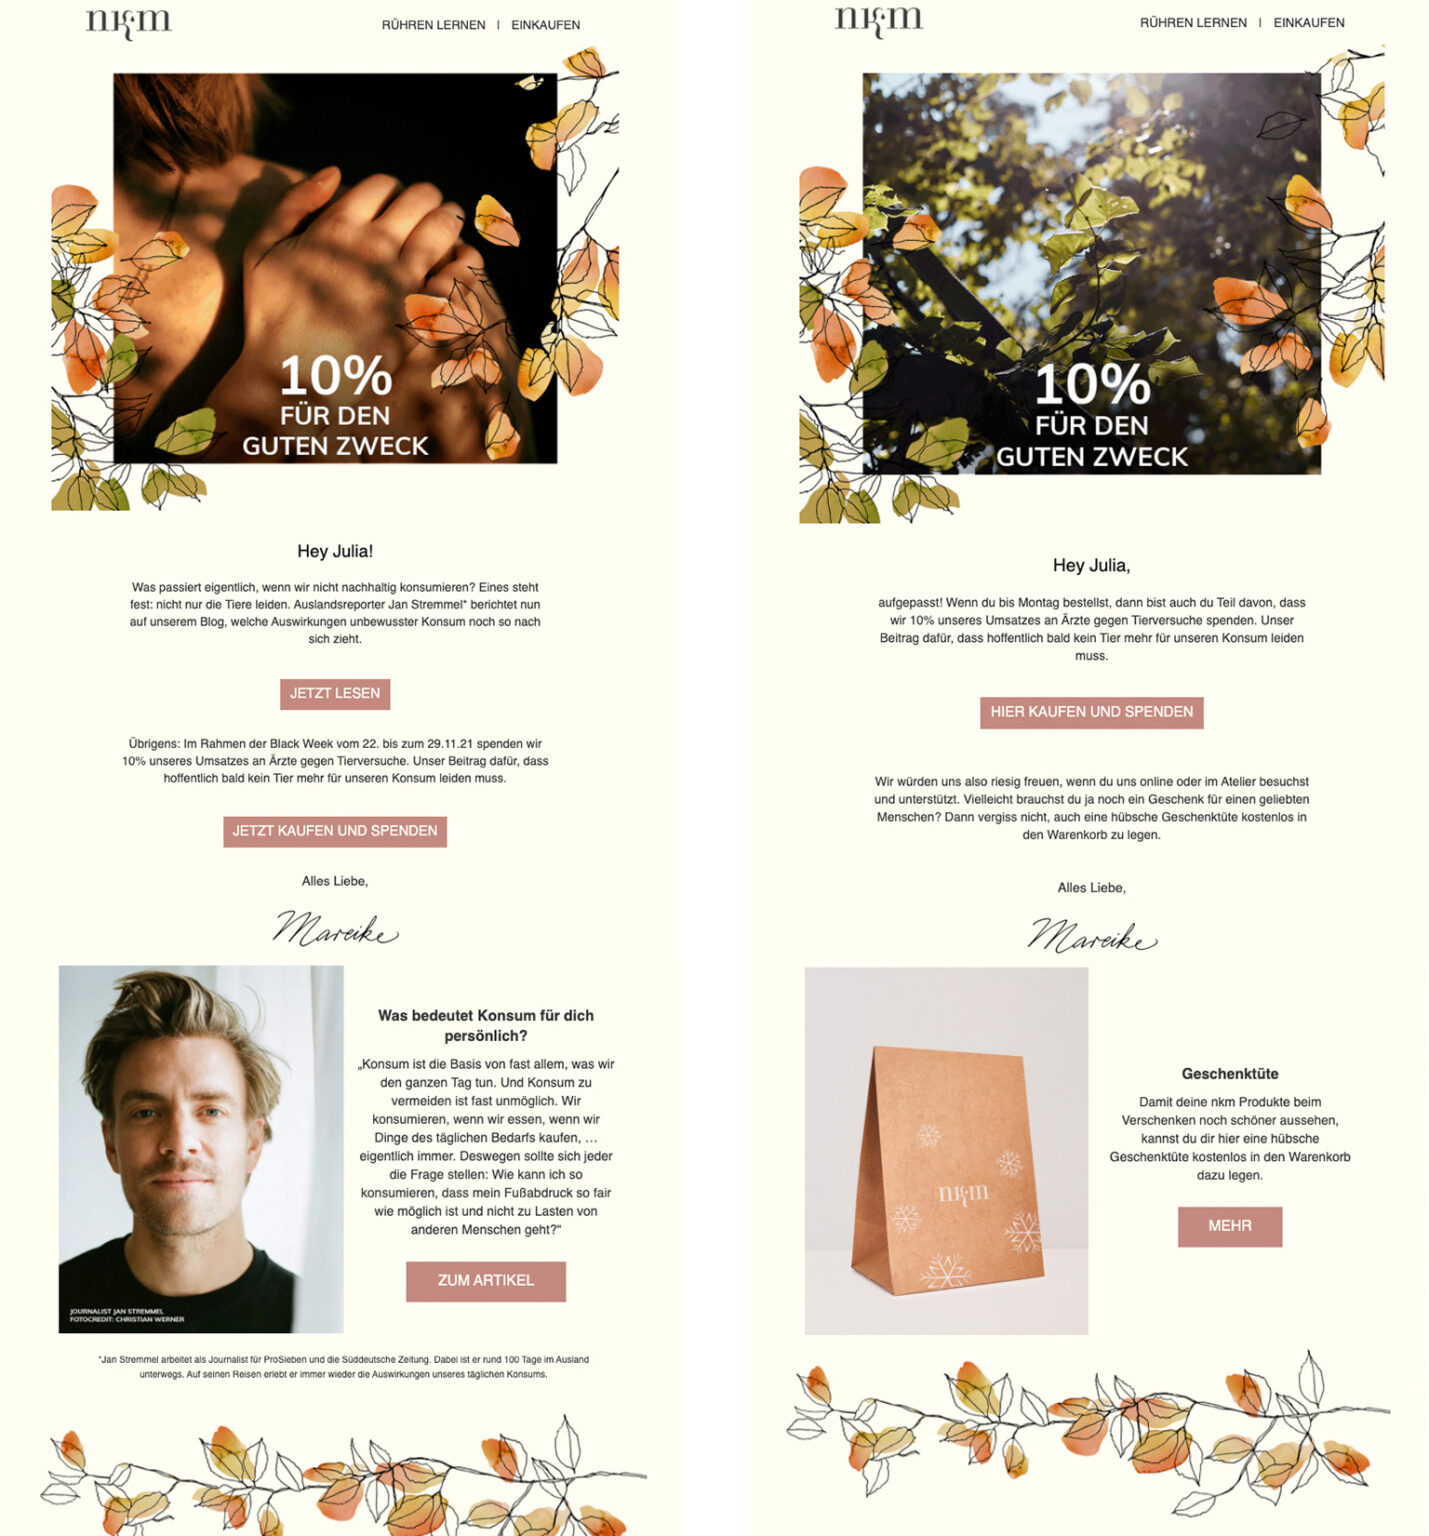 nkm
RÜHREN LERNEN | EINKAUFEN
10%
FÜR DEN
GUTEN ZWECK
Hey Julia!
Was passiert eigentlich, wenn wir nicht nachhaltig konsumieren? Eines steht
fest: nicht nur die Tiere leiden. Auslandsreporter Jan Stremmel* berichtet nun
auf unserem Blog, welche Auswirkungen unbewusster Konsum noch so nach
sich zieht.
JETZT LESEN
Übrigens: Im Rahmen der Black Week vom 22. bis zum 29.11.21 spenden wir
10% unseres Umsatzes an Ärzte gegen Tierversuche. Unser Beitrag dafür, dass
hoffentlich bald kein Tier mehr für unseren Konsum leiden muss.
JETZT KAUFEN UND SPENDEN
Alles Liebe,
Mareike
JOURNALIST JAN STREMMEL
FOTOCREDIT: CHRISTIAN WERNER
Was bedeutet Konsum für dich
persönlich?
„Konsum ist die Basis von fast allem, was wir
den ganzen Tag tun. Und Konsum zu
vermeiden ist fast unmöglich. Wir
konsumieren, wenn wir essen, wenn wir
Dinge des täglichen Bedarfs kaufen, …
eigentlich immer. Deswegen sollte sich jeder
die Frage stellen: Wie kann ich so
konsumieren, dass mein Fußabdruck so fair
wie möglich ist und nicht zu Lasten von
anderen Menschen geht?“
ZUM ARTIKEL
*Jan Stremmel arbeitet als Journalist für ProSieben und die Süddeutsche Zeitung. Dabei ist er rund 100 Tage im Ausland
unterwegs. Auf seinen Reisen erlebt er immer wieder die Auswirkungen unseres täglichen Konsums.
nkm
RÜHREN LERNEN | EINKAUFEN
10%
FÜR DEN
GUTEN ZWECK
Hey Julia,
aufgepasst! Wenn du bis Montag bestellst, dann bist auch du Teil davon, dass
wir 10% unseres Umsatzes an Ärzte gegen Tierversuche spenden. Unser
Beitrag dafür, dass hoffentlich bald kein Tier mehr für unseren Konsum leiden
muss.
HIER KAUFEN UND SPENDEN
Wir würden uns also riesig freuen, wenn du uns online oder im Atelier besuchst
und unterstützt. Vielleicht brauchst du ja noch ein Geschenk für einen geliebten
Menschen? Dann vergiss nicht, auch eine hübsche Geschenktüte kostenlos in
den Warenkorb zu legen.
Alles Liebe,
Mareike
nkm
Geschenktüte
Damit deine nkm Produkte beim
Verschenken noch schöner aussehen,
kannst du dir hier eine hübsche
Geschenktüte kostenlos in den Warenkorb
dazu legen.
MEHR